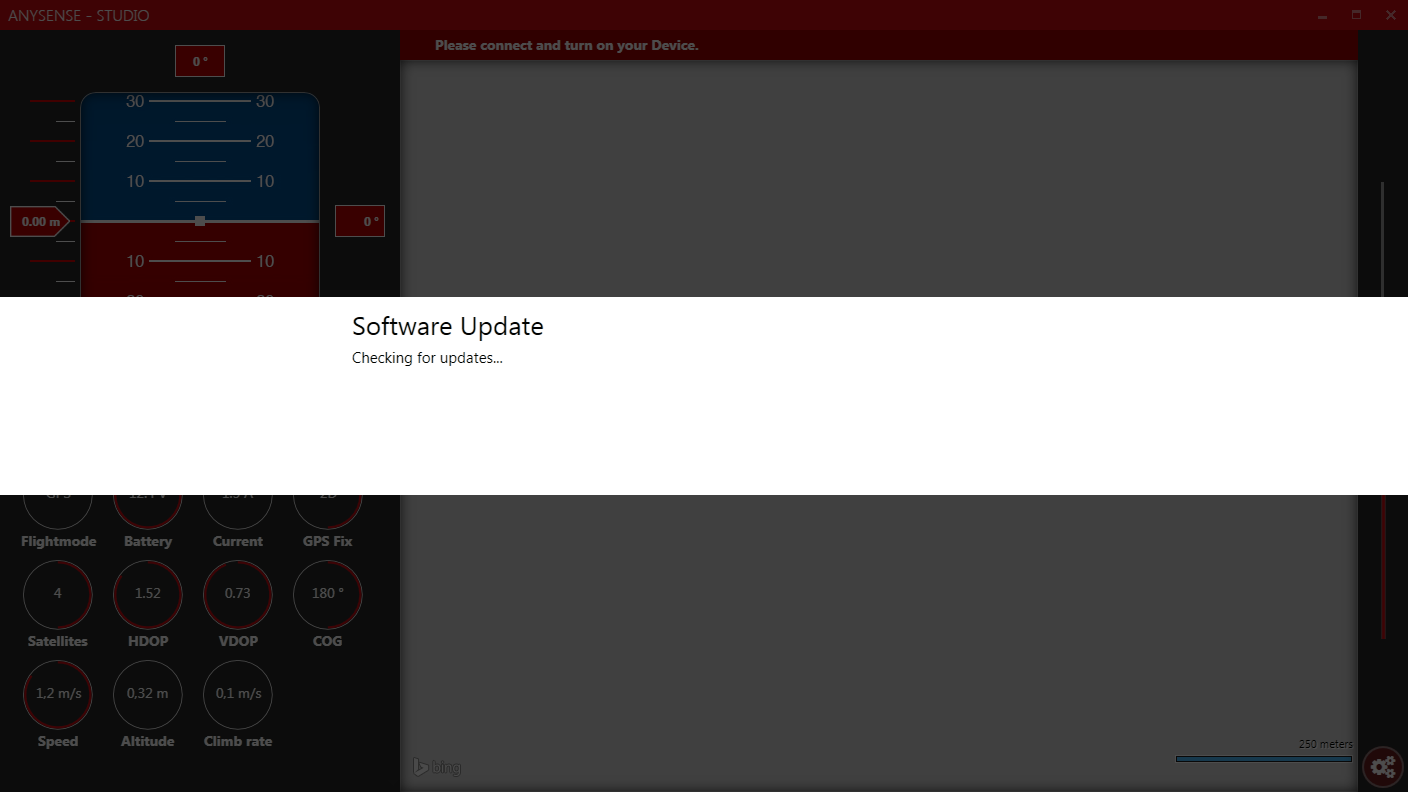 ANYSENSE - STUDIO
Please connect and turn on your Device.
0 °
30 30
20 20
10 10
0.00 m
0 °
10 10
Software Update
Checking for updates...
Flightmode Battery Current GPS Fix
4 1.52 0.73 180 °
Satellites HDOP VDOP COG
1,2 m/s 0,32 m 0,1 m/s
Speed Altitude Climb rate
250 meters
bing